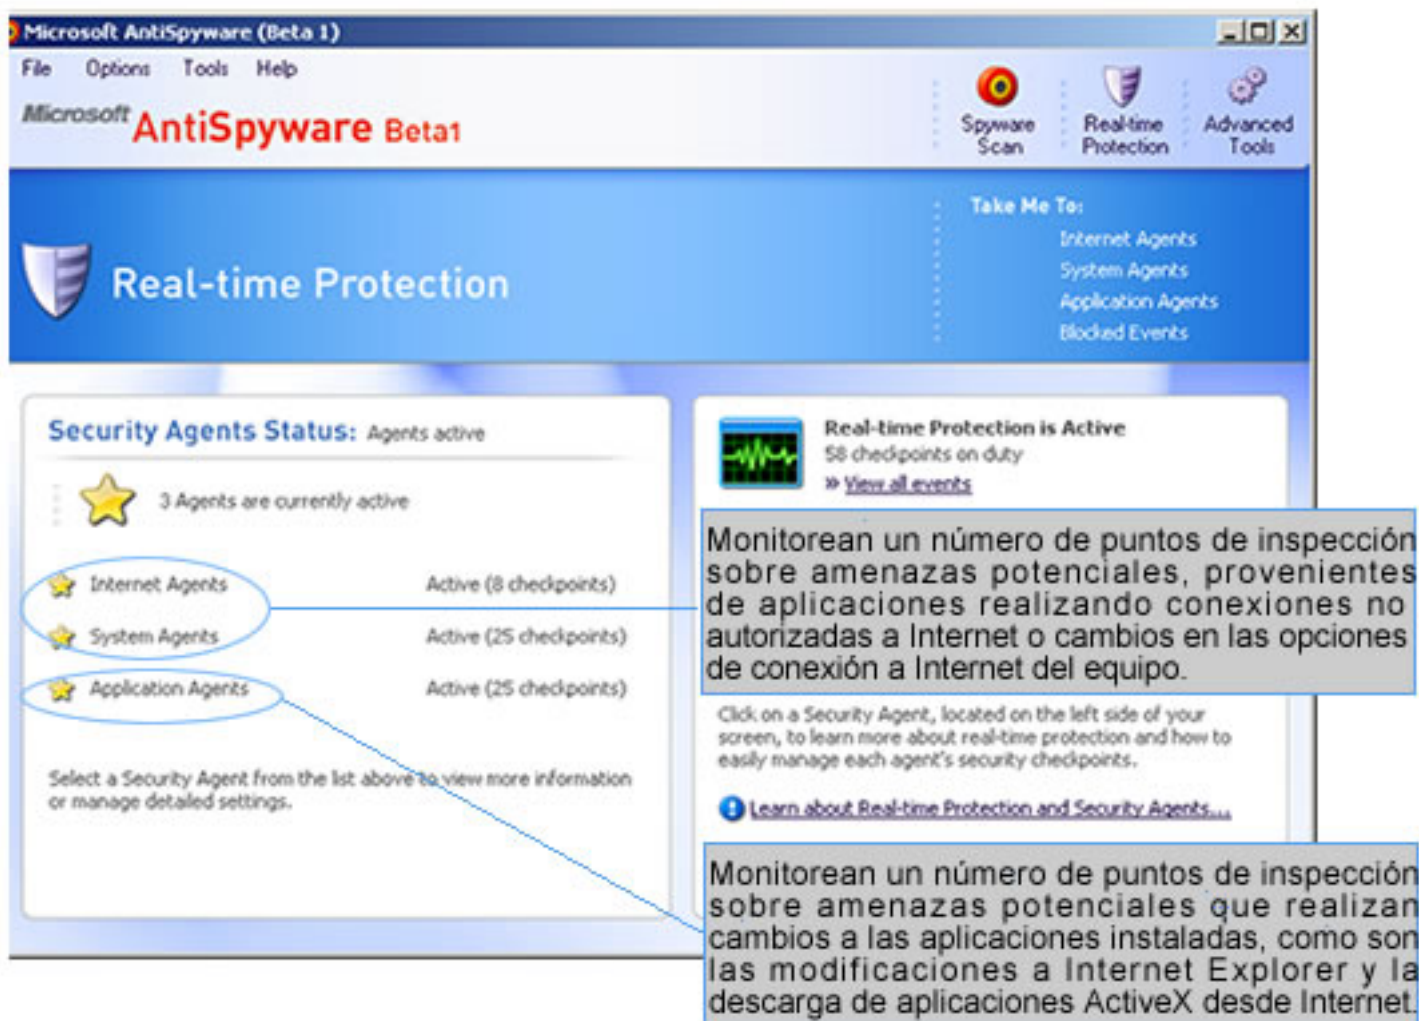 Microsoft AntiSpyware (Beta 1)
File Options Tools Help
Microsoft AntiSpyware Beta1
Spyware Scan
Real-time Protection
Advanced Tools
Real-time Protection
Take Me To:
Internet Agents
System Agents
Application Agents
Blocked Events
Security Agents Status: Agents active
3 Agents are currently active
Internet Agents Active (8 checkpoints)
System Agents Active (25 checkpoints)
Application Agents Active (25 checkpoints)
Select a Security Agent from the list above to view more information
or manage detailed settings.
Real-time Protection is Active
58 checkpoints on duty
» View all events
Monitorean un número de puntos de inspección
sobre amenazas potenciales, provenientes
de aplicaciones realizando conexiones no
autorizadas a Internet o cambios en las opciones
de conexión a Internet del equipo.
Click on a Security Agent, located on the left side of your
screen, to learn more about real-time protection and how to
easily manage each agent's security checkpoints.
Learn about Real-time Protection and Security Agents...
Monitorean un número de puntos de inspección
sobre amenazas potenciales que realizan
cambios a las aplicaciones instaladas, como son
las modificaciones a Internet Explorer y la
descarga de aplicaciones ActiveX desde Internet.